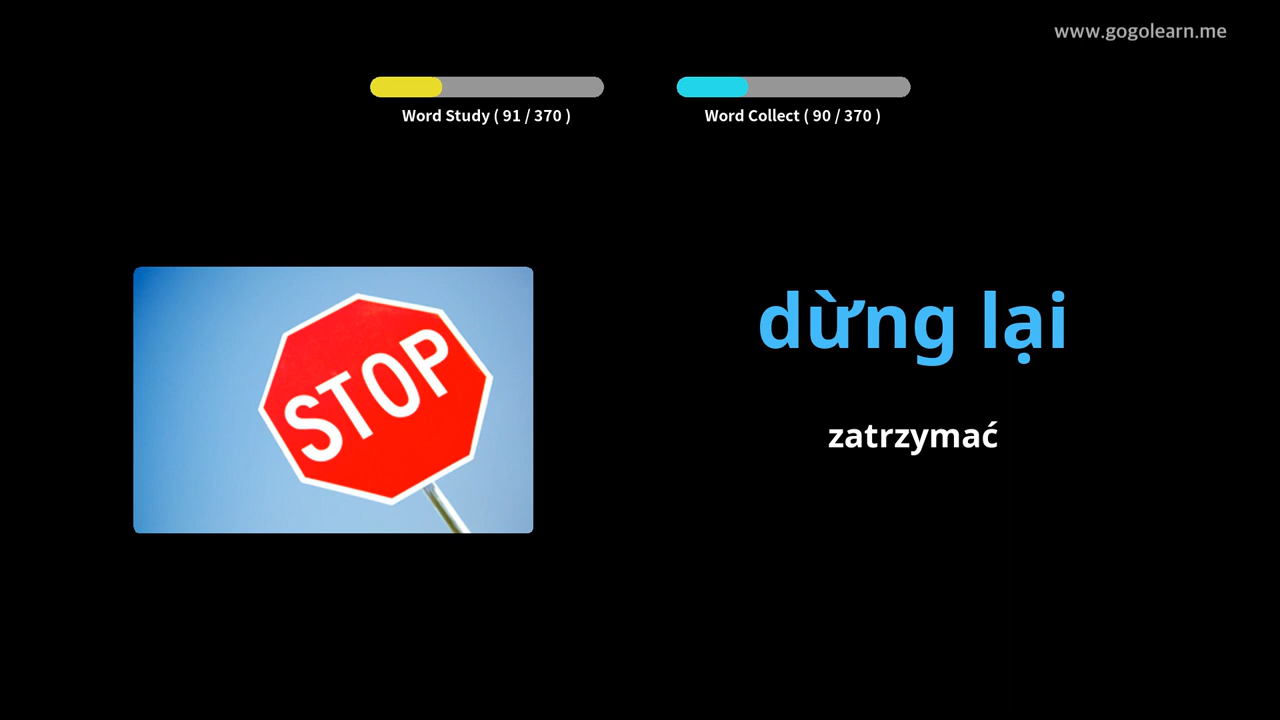 www.gogolearn.me
Word Study ( 91 / 370 )
Word Collect ( 90 / 370 )
STOP
dừng lại
zatrzymać